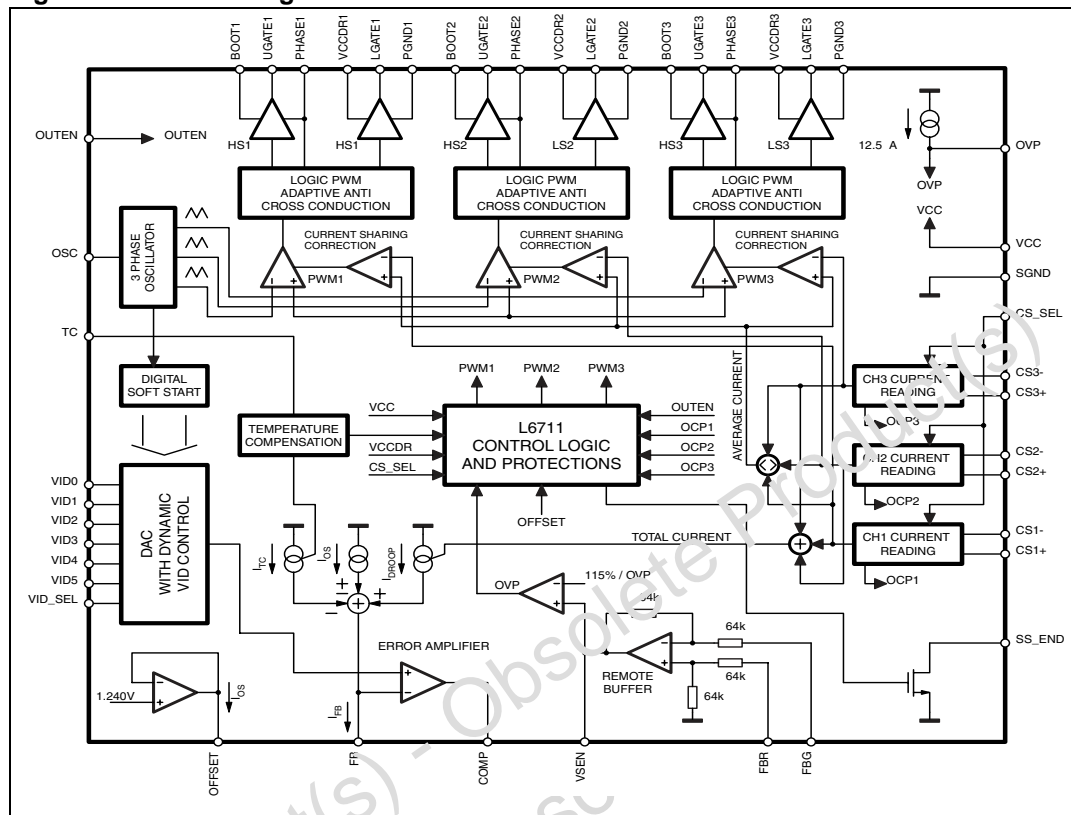 BOOT1
UGATE1
PHASE1
VCCDR1
LGATE1
PGND1
BOOT2
UGATE2
PHASE2
VCCDR2
LGATE2
PGND2
BOOT3
UGATE3
PHASE3
VCCDR3
LGATE3
PGND3
OUTEN
OUTEN
HS1
HS1
HS2
LS2
HS3
LS3
12.5 A
OVP
OVP
LOGIC PWM
ADAPTIVE ANTI
CROSS CONDUCTION
LOGIC PWM
ADAPTIVE ANTI
CROSS CONDUCTION
LOGIC PWM
ADAPTIVE ANTI
CROSS CONDUCTION
VCC
VCC
SGND
OSC
3 PHASE
OSCILLATOR
CURRENT SHARING
CORRECTION
CURRENT SHARING
CORRECTION
CURRENT SHARING
CORRECTION
PWM1
PWM2
PWM3
TC
CS_SEL
DIGITAL
SOFT START
PWM1
PWM2
PWM3
AVERAGE CURRENT
CH3 CURRENT
READING
CS3-
CS3+
OCP3
TEMPERATURE
COMPENSATION
VCC
VCCDR
CS_SEL
L6711
CONTROL LOGIC
AND PROTECTIONS
OUTEN
OCP1
OCP2
OCP3
OFFSET
CH2 CURRENT
READING
CS2-
CS2+
OCP2
VID0
VID1
VID2
VID3
VID4
VID5
VID_SEL
DAC
WITH DYNAMIC
VID CONTROL
ITC
IOS
IDROOP
TOTAL CURRENT
CH1 CURRENT
READING
CS1-
CS1+
OCP1
OVP
115% / OVP
64k
64k
64k
REMOTE
BUFFER
SS_END
ERROR AMPLIFIER
1.240V
IOS
IFB
OFFSET
COMP
VSEN
FBR
FBG
t(s) - Obsolete Product(s)